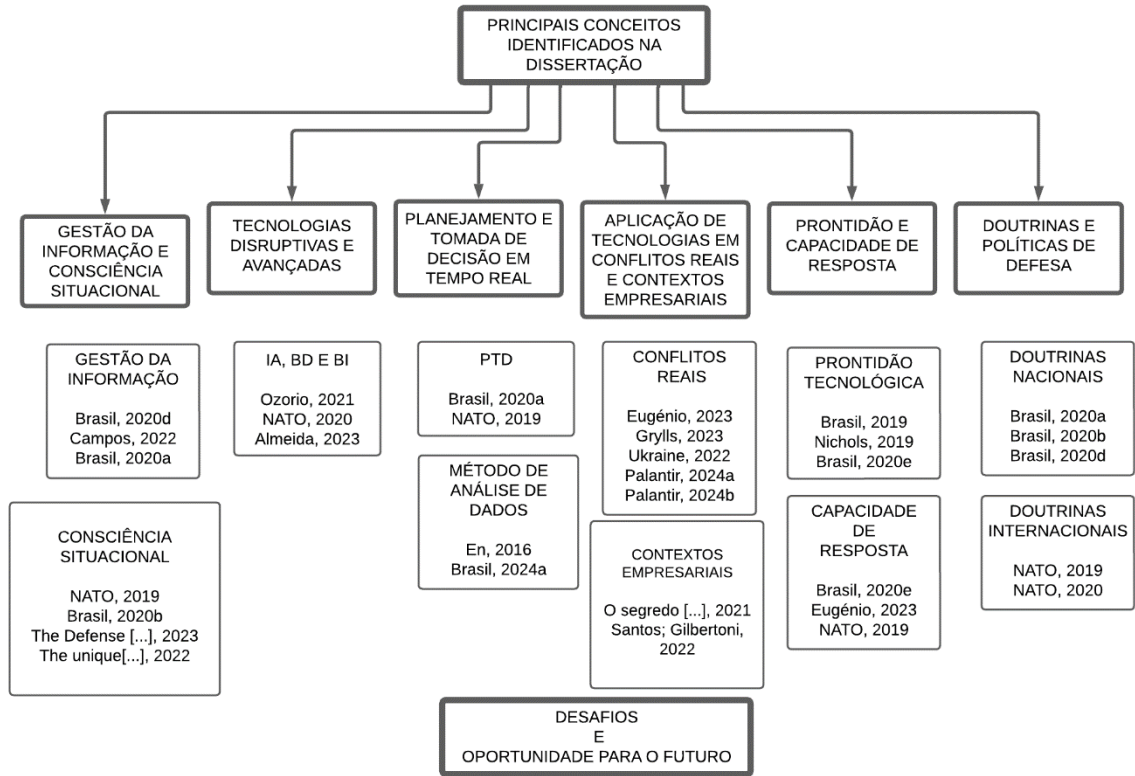 PRINCIPAIS CONCEITOS
IDENTIFICADOS NA
DISSERTAÇÃO
GESTÃO DA
INFORMAÇÃO E
CONSCIÊNCIA
SITUACIONAL
TECNOLOGIAS
DISRUPTIVAS E
AVANÇADAS
PLANEJAMENTO E
TOMADA DE
DECISÃO EM
TEMPO REAL
APLICAÇÃO DE
TECNOLOGIAS EM
CONFLITOS REAIS
E CONTEXTOS
EMPRESARIAIS
PRONTIDÃO E
CAPACIDADE DE
RESPOSTA
DOUTRINAS E
POLÍTICAS DE
DEFESA
GESTÃO DA
INFORMAÇÃO
Brasil, 2020d
Campos, 2022
Brasil, 2020a
CONSCIÊNCIA
SITUACIONAL
NATO, 2019
Brasil, 2020b
The Defense [...], 2023
The unique[...], 2022
IA, BD E BI
Ozorio, 2021
NATO, 2020
Almeida, 2023
PTD
Brasil, 2020a
NATO, 2019
MÉTODO DE
ANÁLISE DE
DADOS
En, 2016
Brasil, 2024a
CONFLITOS
REAIS
Eugénio, 2023
Grylls, 2023
Ukraine, 2022
Palantir, 2024a
Palantir, 2024b
CONTEXTOS
EMPRESARIAIS
O segredo [...], 2021
Santos; Gilbertoni,
2022
PRONTIDÃO
TECNOLÓGICA
Brasil, 2019
Nichols, 2019
Brasil, 2020e
CAPACIDADE
DE
RESPOSTA
Brasil, 2020e
Eugénio, 2023
NATO, 2019
DOUTRINAS
NACIONAIS
Brasil, 2020a
Brasil, 2020b
Brasil, 2020d
DOUTRINAS
INTERNACIONAIS
NATO, 2019
NATO, 2020
DESAFIOS
E
OPORTUNIDADE PARA O FUTURO